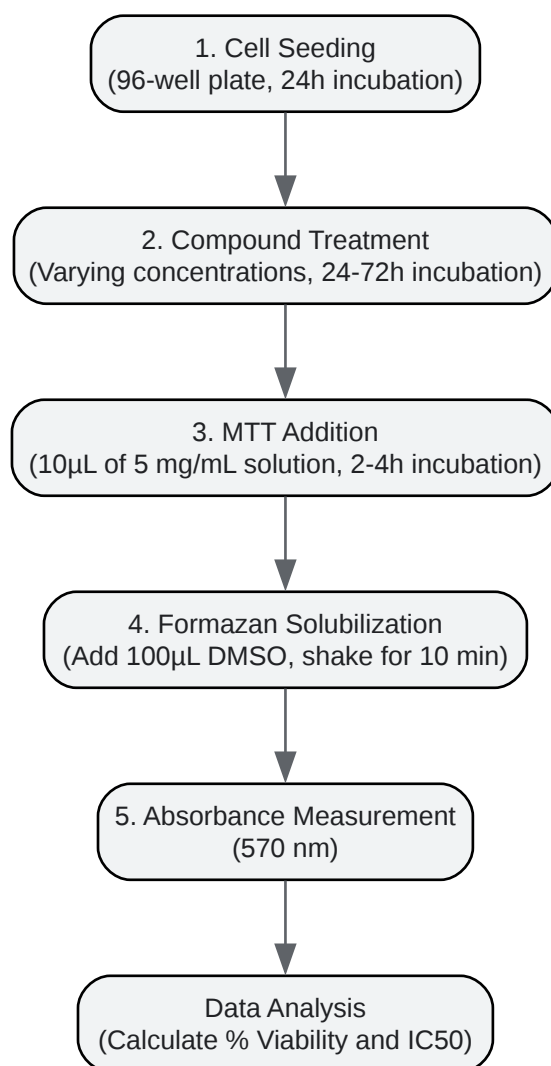 1. Cell Seeding
(96-well plate, 24h incubation)
2. Compound Treatment
(Varying concentrations, 24-72h incubation)
3. MTT Addition
(10µL of 5 mg/mL solution, 2-4h incubation)
4. Formazan Solubilization
(Add 100µL DMSO, shake for 10 min)
5. Absorbance Measurement
(570 nm)
Data Analysis
(Calculate % Viability and IC50)